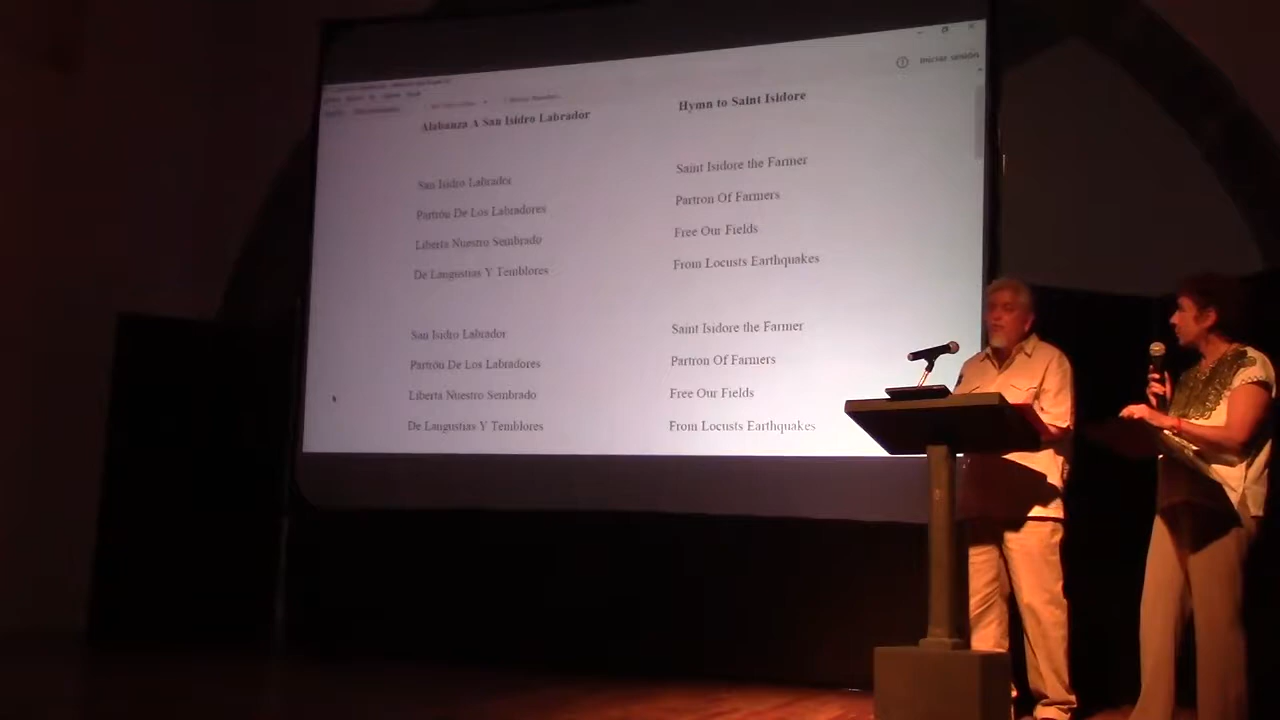 Iniciar sesión
Alabanza A San Isidro Labrador
San Isidro Labrador
Partrón De Los Labradores
Liberta Nuestro Sembrado
De Langustias Y Temblores
San Isidro Labrador
Partrón De Los Labradores
Liberta Nuestro Sembrado
De Langustias Y Temblores
Hymn to Saint Isidore
Saint Isidore the Farmer
Partron Of Farmers
Free Our Fields
From Locusts Earthquakes
Saint Isidore the Farmer
Partron Of Farmers
Free Our Fields
From Locusts Earthquakes